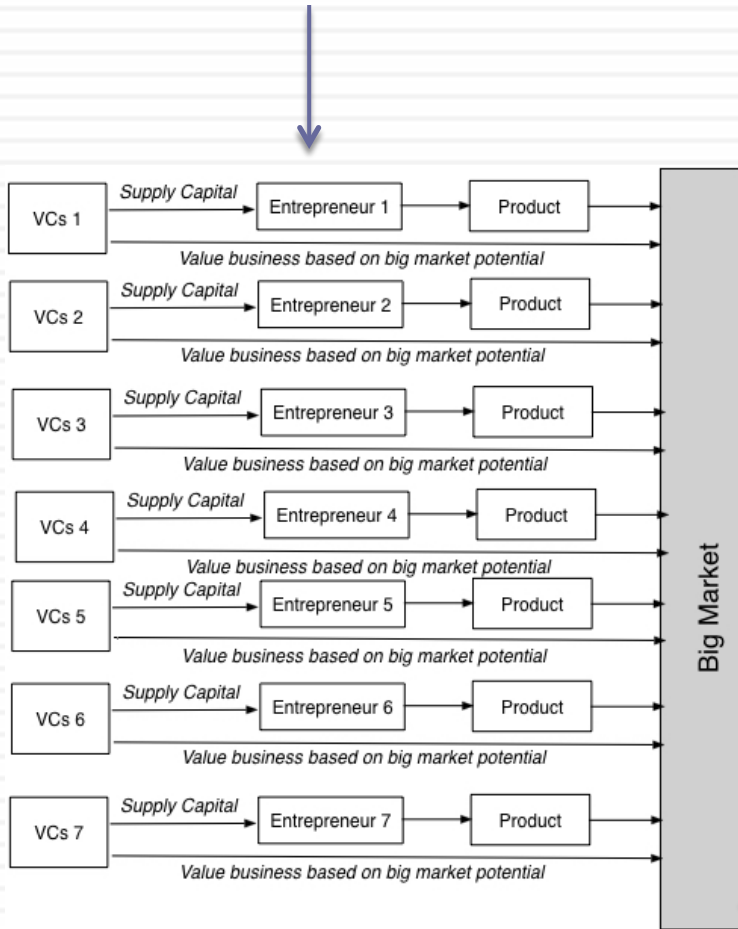 Supply Capital
VCs 1
Entrepreneur 1
Product
Value business based on big market potential
Supply Capital
VCs 2
Entrepreneur 2
Product
Value business based on big market potential
Supply Capital
VCs 3
Entrepreneur 3
Product
Value business based on big market potential
Supply Capital
VCs 4
Entrepreneur 4
Product
Value business based on big market potential
Supply Capital
VCs 5
Entrepreneur 5
Product
Value business based on big market potential
Supply Capital
VCs 6
Entrepreneur 6
Product
Value business based on big market potential
Supply Capital
VCs 7
Entrepreneur 7
Product
Value business based on big market potential
Big Market